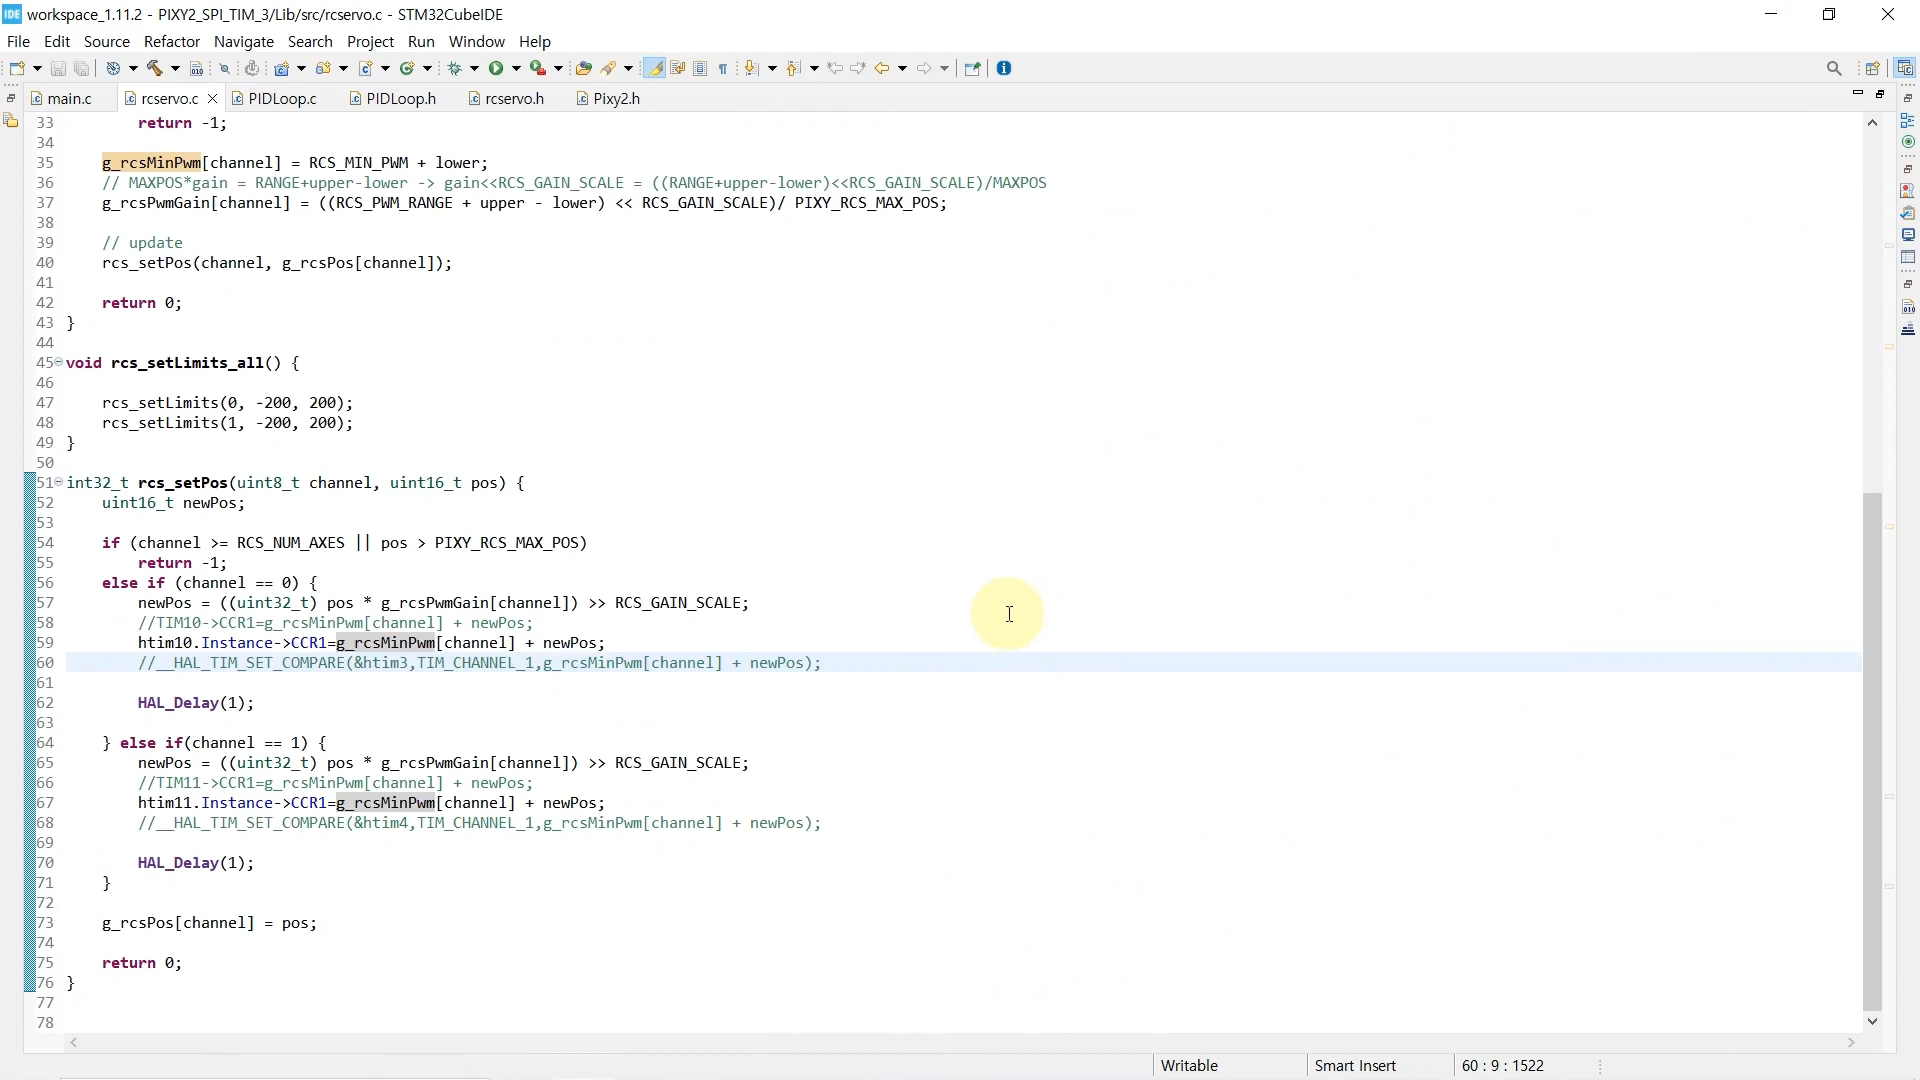 IDE workspace_1.11.2 - PIXY2_SPI_TIM_3/Lib/src/rcservo.c - STM32CubeIDE
File Edit Source Refactor Navigate Search Project Run Window Help
main.c rcservo.c PIDLoop.c PIDLoop.h rcservo.h Pixy2.h
33 return -1;
34
35 g_rcsMinPwm[channel] = RCS_MIN_PWM + lower;
36 // MAXPOS*gain = RANGE+upper-lower -> gain<<RCS_GAIN_SCALE = ((RANGE+upper-lower)<<RCS_GAIN_SCALE)/MAXPOS
37 g_rcsPwmGain[channel] = ((RCS_PWM_RANGE + upper - lower) << RCS_GAIN_SCALE)/ PIXY_RCS_MAX_POS;
38
39 // update
40 rcs_setPos(channel, g_rcsPos[channel]);
41
42 return 0;
43 }
44
45 void rcs_setLimits_all() {
46
47 rcs_setLimits(0, -200, 200);
48 rcs_setLimits(1, -200, 200);
49 }
50
51 int32_t rcs_setPos(uint8_t channel, uint16_t pos) {
52 uint16_t newPos;
53
54 if (channel >= RCS_NUM_AXES || pos > PIXY_RCS_MAX_POS)
55 return -1;
56 else if (channel == 0) {
57 newPos = ((uint32_t) pos * g_rcsPwmGain[channel]) >> RCS_GAIN_SCALE;
58 //TIM10->CCR1=g_rcsMinPwm[channel] + newPos;
59 htim10.Instance->CCR1=g_rcsMinPwm[channel] + newPos;
60 //__HAL_TIM_SET_COMPARE(&htim3,TIM_CHANNEL_1,g_rcsMinPwm[channel] + newPos);
61
62 HAL_Delay(1);
63
64 } else if(channel == 1) {
65 newPos = ((uint32_t) pos * g_rcsPwmGain[channel]) >> RCS_GAIN_SCALE;
66 //TIM11->CCR1=g_rcsMinPwm[channel] + newPos;
67 htim11.Instance->CCR1=g_rcsMinPwm[channel] + newPos;
68 //__HAL_TIM_SET_COMPARE(&htim4,TIM_CHANNEL_1,g_rcsMinPwm[channel] + newPos);
69
70 HAL_Delay(1);
71 }
72
73 g_rcsPos[channel] = pos;
74
75 return 0;
76 }
77
78
Writable Smart Insert 60 : 9 : 1522